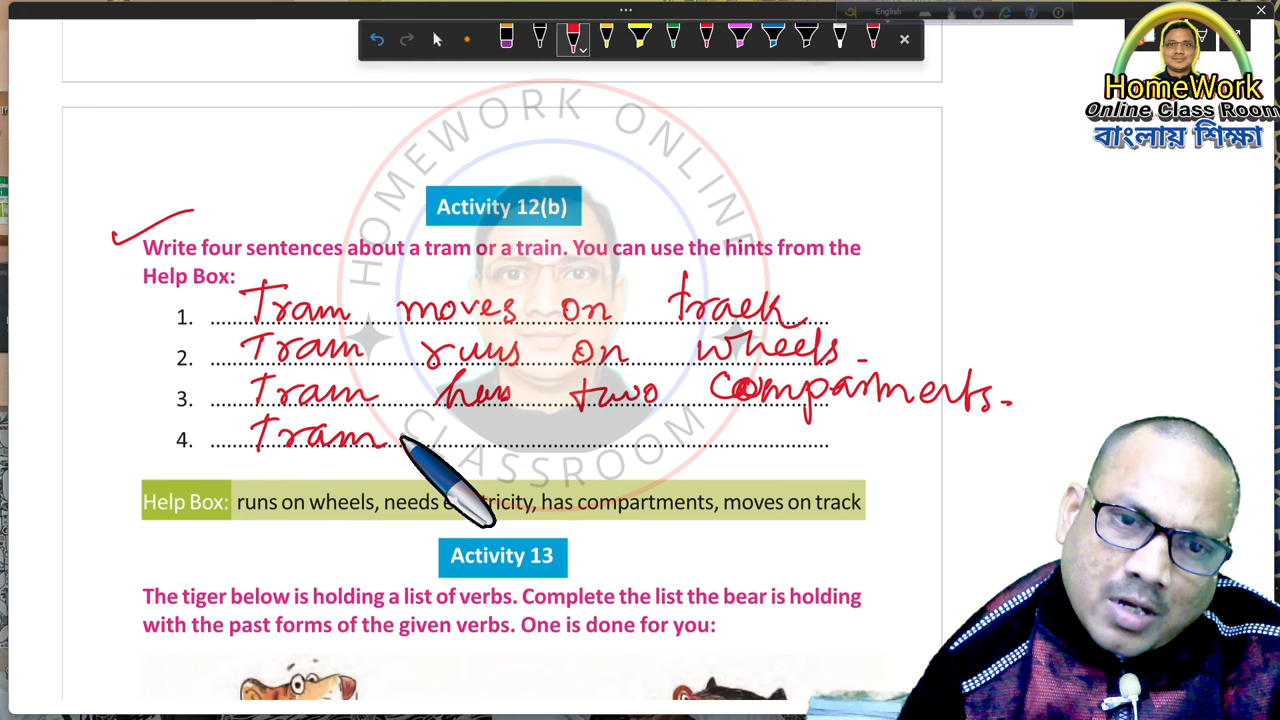 English
HomeWork
Online Class Room
বাংলায় শিক্ষা
HOMEWORK ONLINE
CLASSROOM
Activity 12(b)
Write four sentences about a tram or a train. You can use the hints from the
Help Box:
1. Tram moves on track
2. Tram runs on wheels.
3. Tram has two compartments.
4. Tram
Help Box: runs on wheels, needs electricity, has compartments, moves on track
Activity 13
The tiger below is holding a list of verbs. Complete the list the bear is holding
with the past forms of the given verbs. One is done for you: